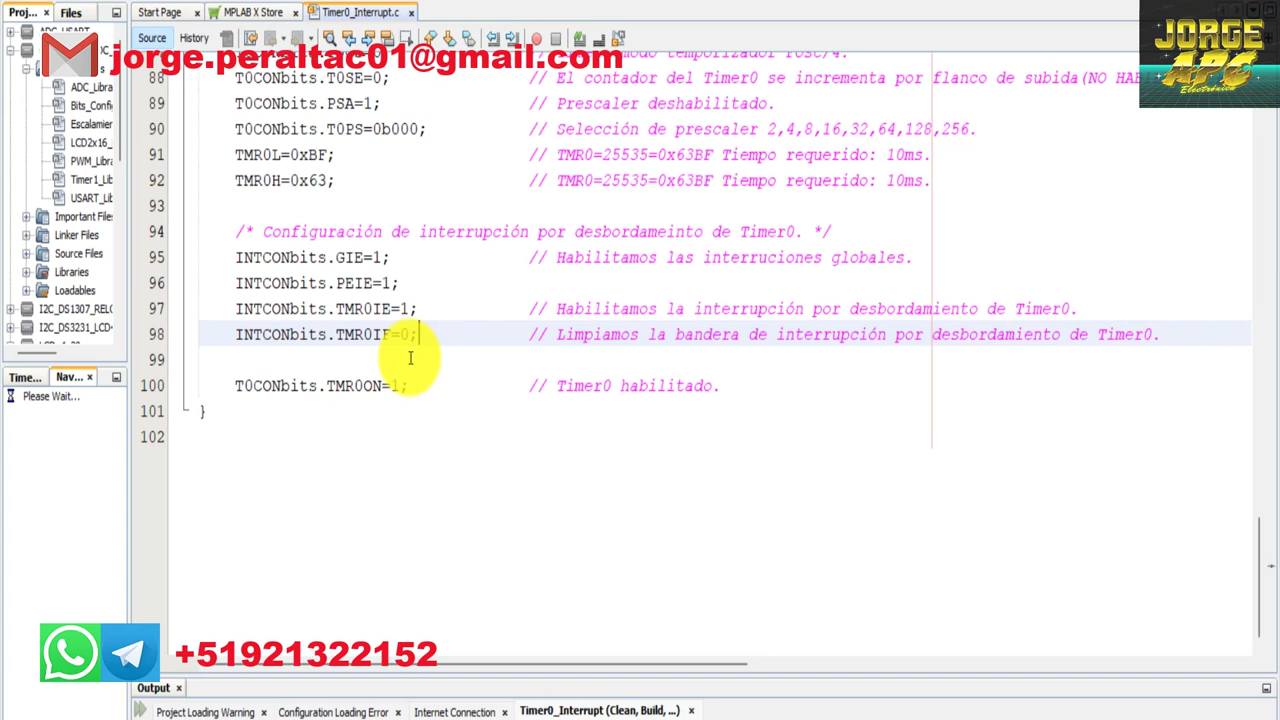 Proj... × Files
Start Page × MPLAB X Store × Timer0_Interrupt.c ×
Source History
jorge.peraltac01@gmail.com
JORGE
APC
Electrónica
ADC_Libra
Bits_Confi
Escalamier
LCD2x16_
PWM_Libra
Timer1_Lib
USART_Lib
Important Files
Linker Files
Source Files
Libraries
Loadables
I2C_DS1307_RELO
I2C_DS3231_LCD
Time... Nav... ×
Please Wait...
88 T0CONbits.T0SE=0; // El contador del Timer0 se incrementa por flanco de subida(NO HAB
89 T0CONbits.PSA=1; // Prescaler deshabilitado.
90 T0CONbits.T0PS=0b000; // Selección de prescaler 2,4,8,16,32,64,128,256.
91 TMR0L=0xBF; // TMR0=25535=0x63BF Tiempo requerido: 10ms.
92 TMR0H=0x63; // TMR0=25535=0x63BF Tiempo requerido: 10ms.
93
94 /* Configuración de interrupción por desbordameinto de Timer0. */
95 INTCONbits.GIE=1; // Habilitamos las interruciones globales.
96 INTCONbits.PEIE=1;
97 INTCONbits.TMR0IE=1; // Habilitamos la interrupción por desbordamiento de Timer0.
98 INTCONbits.TMR0IF=0; // Limpiamos la bandera de interrupción por desbordamiento de Timer0.
99
100 T0CONbits.TMR0ON=1; // Timer0 habilitado.
101 }
102
+51921322152
Output ×
Project Loading Warning × Configuration Loading Error × Internet Connection × Timer0_Interrupt (Clean, Build, ...) ×